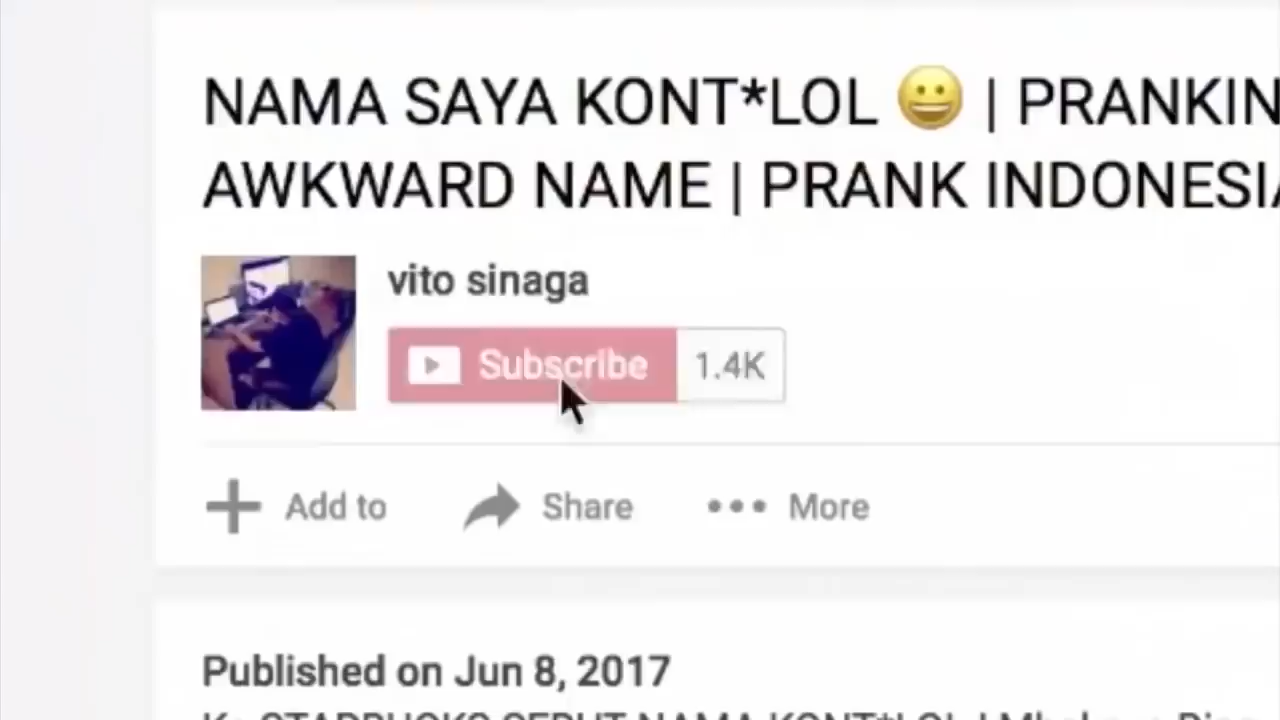 NAMA SAYA KONT*LOL 😀 | PRANKIN
AWKWARD NAME | PRANK INDONESIA
vito sinaga
Subscribe 1.4K
Add to Share More
Published on Jun 8, 2017